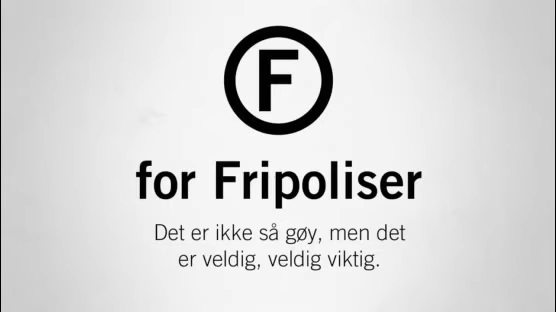 F
for Fripoliser
Det er ikke så gøy, men det
er veldig, veldig viktig.